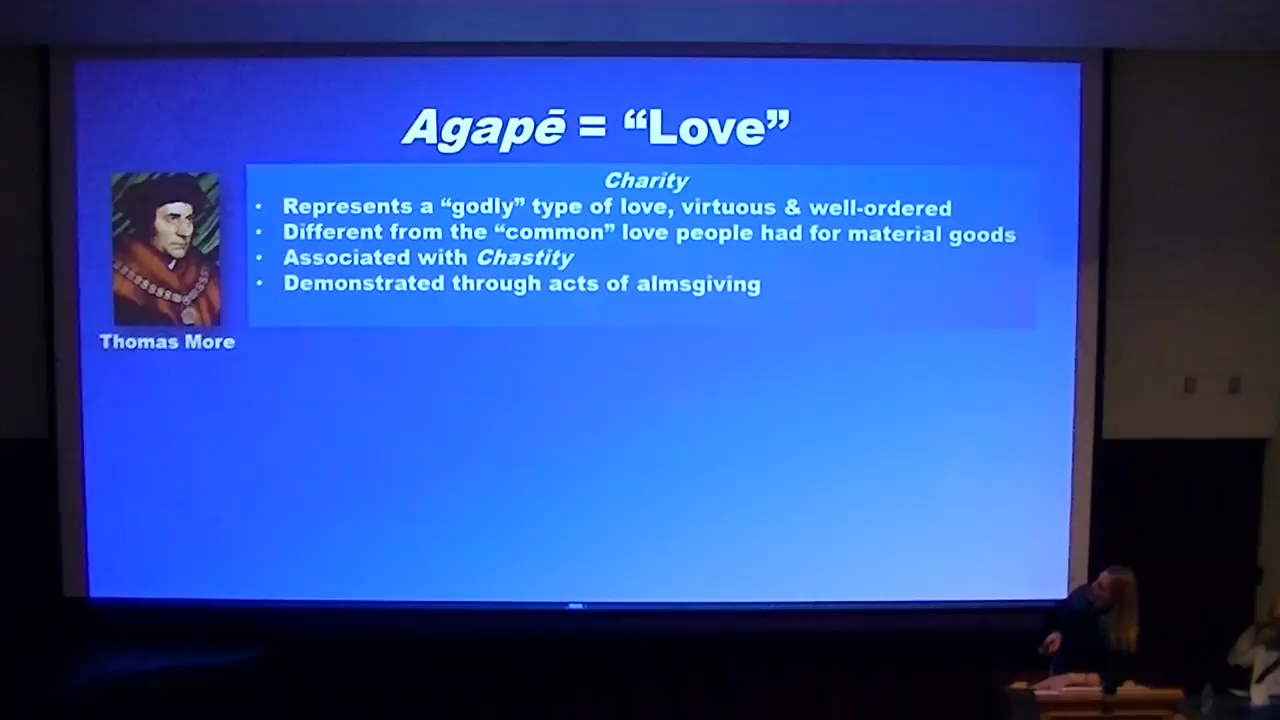 Agapē = “Love”
Charity
• Represents a “godly” type of love, virtuous & well-ordered
• Different from the “common” love people had for material goods
• Associated with Chastity
• Demonstrated through acts of almsgiving
Thomas More